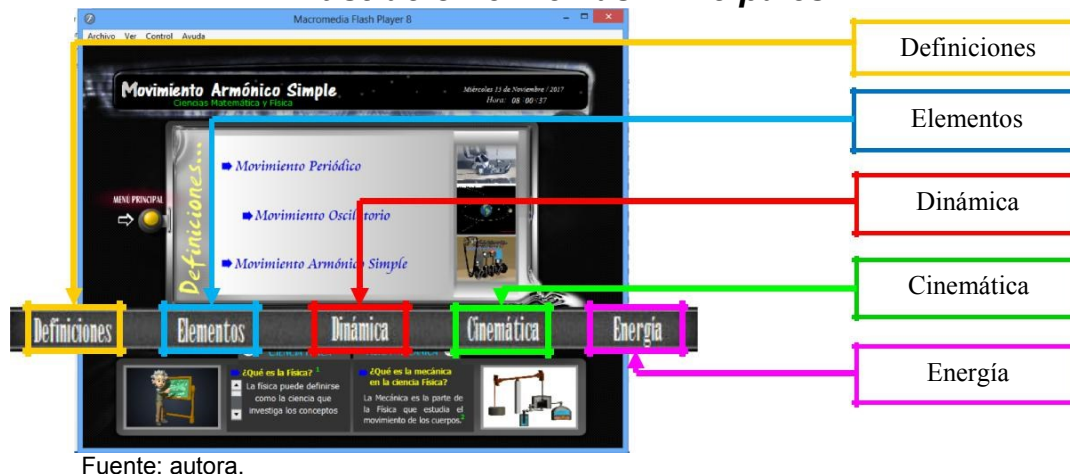 Macromedia Flash Player 8
Archivo Ver Control Ayuda
Movimiento Armónico Simple
Ciencias Matemática y Física
Miércoles 15 de Noviembre / 2017
Hora: 08 :00 : 37
MENÚ PRINCIPAL
Definiciones...
Movimiento Periódico
Movimiento Oscilatorio
Movimiento Armónico Simple
Definiciones
Elementos
Dinámica
Cinemática
Energía
¿Qué es la Física? 1
La física puede definirse
como la ciencia que
investiga los conceptos
¿Qué es la mecánica
en la ciencia Física?
La Mecánica es la parte de
la Física que estudia el
movimiento de los cuerpos.2
Definiciones
Elementos
Dinámica
Cinemática
Energía
Fuente: autora.